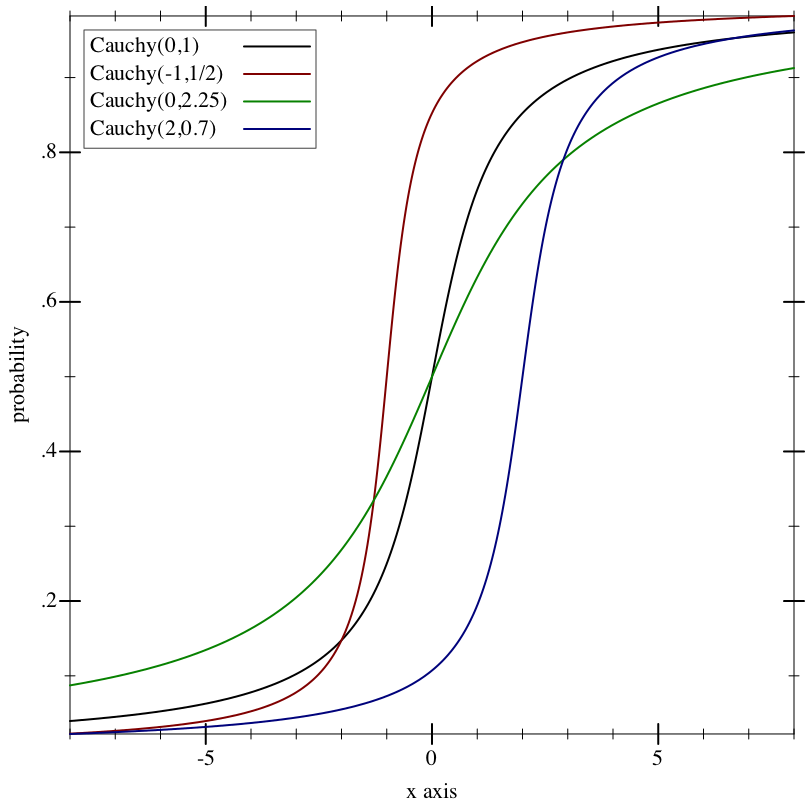 Cauchy(0,1)
Cauchy(-1,1/2)
Cauchy(0,2.25)
Cauchy(2,0.7)
.8
.6
.4
.2
probability
-5
0
5
x axis